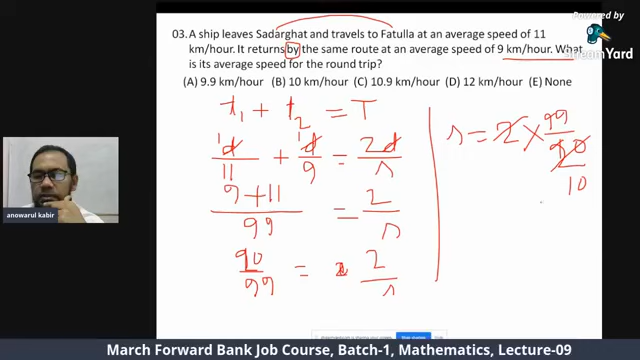 Powered by
StreamYard
03. A ship leaves Sadarghat and travels to Fatulla at an average speed of 11
km/hour. It returns by the same route at an average speed of 9 km/hour. What
is its average speed for the round trip?
(A) 9.9 km/hour (B) 10 km/hour (C) 10.9 km/hour (D) 12 km/hour (E) None
t₁ + t₂ = T
1d/11 + 1d/9 = 2d/s
9+11/99 = 2/s
20/99 = 2/s
s = 2 × 99/20
10
anowarul kabir
March Forward Bank Job Course, Batch-1, Mathematics, Lecture-09